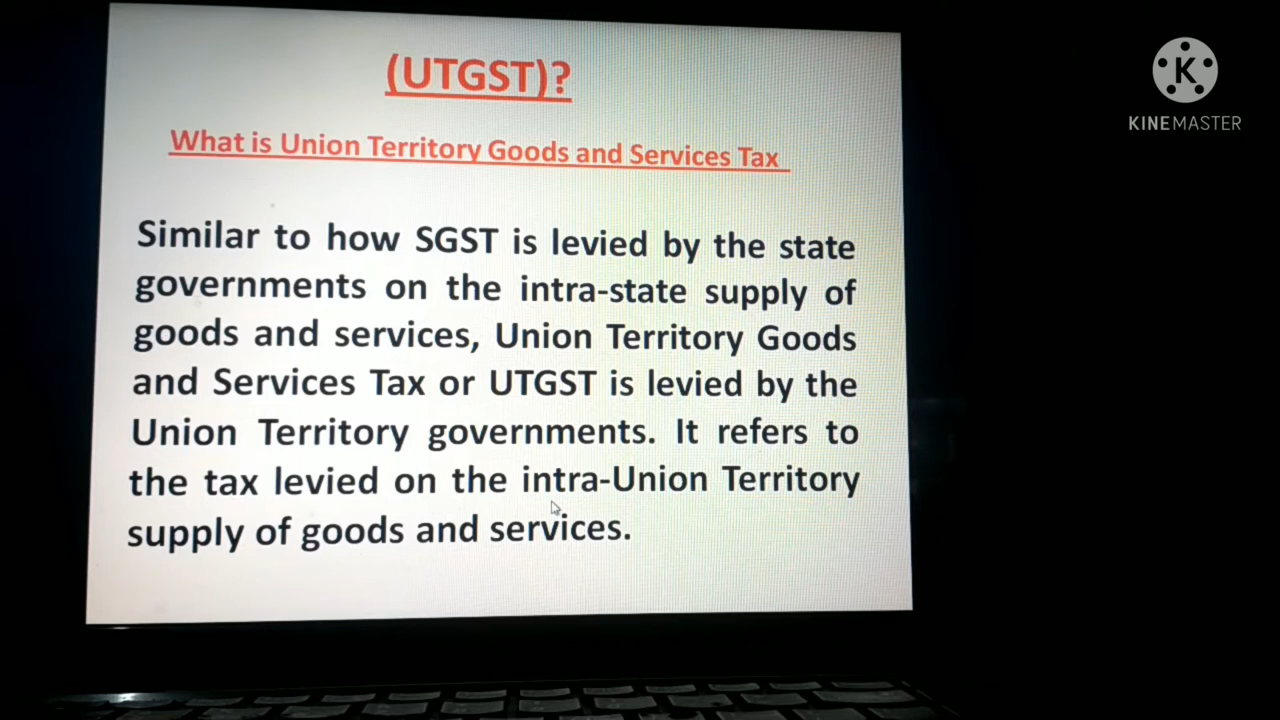 (UTGST)?
What is Union Territory Goods and Services Tax
Similar to how SGST is levied by the state
governments on the intra-state supply of
goods and services, Union Territory Goods
and Services Tax or UTGST is levied by the
Union Territory governments. It refers to
the tax levied on the intra-Union Territory
supply of goods and services.
K
KINEMASTER